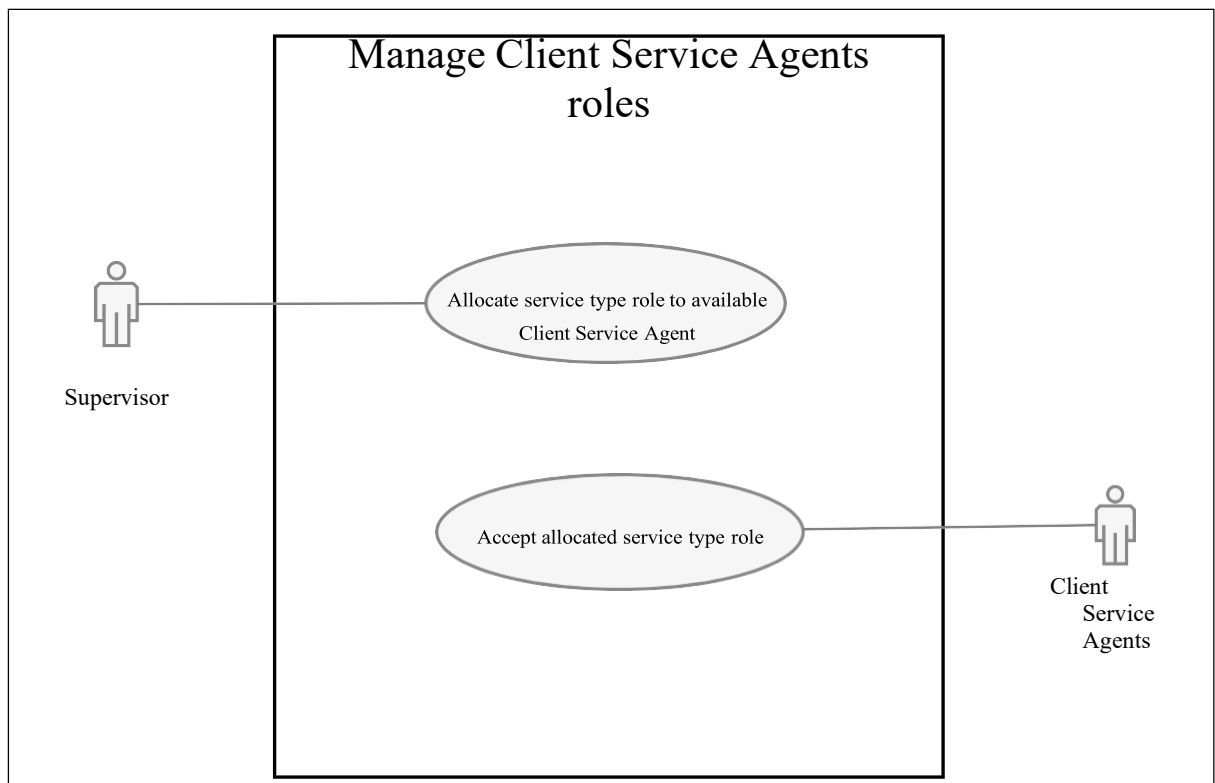 Manage Client Service Agents
roles
Allocate service type role to available
Client Service Agent
Supervisor
Accept allocated service type role
Client
Service
Agents